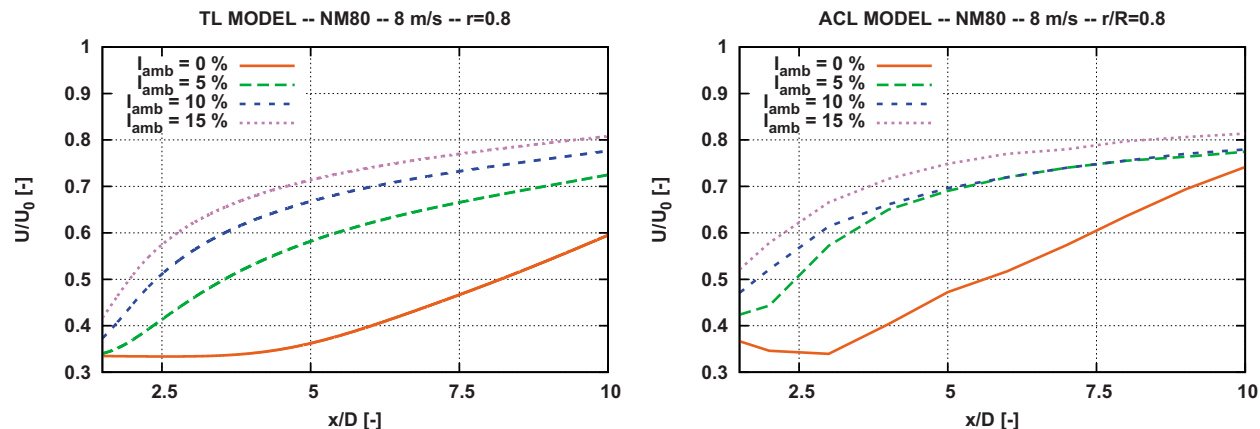 TL MODEL -- NM80 -- 8 m/s -- r=0.8
I_amb = 0 %
I_amb = 5 %
I_amb = 10 %
I_amb = 15 %
1
0.9
0.8
0.7
0.6
0.5
0.4
0.3
U/U_0 [-]
2.5
5
7.5
10
x/D [-]
ACL MODEL -- NM80 -- 8 m/s -- r/R=0.8
I_amb = 0 %
I_amb = 5 %
I_amb = 10 %
I_amb = 15 %
1
0.9
0.8
0.7
0.6
0.5
0.4
0.3
U/U_0 [-]
2.5
5
7.5
10
x/D [-]